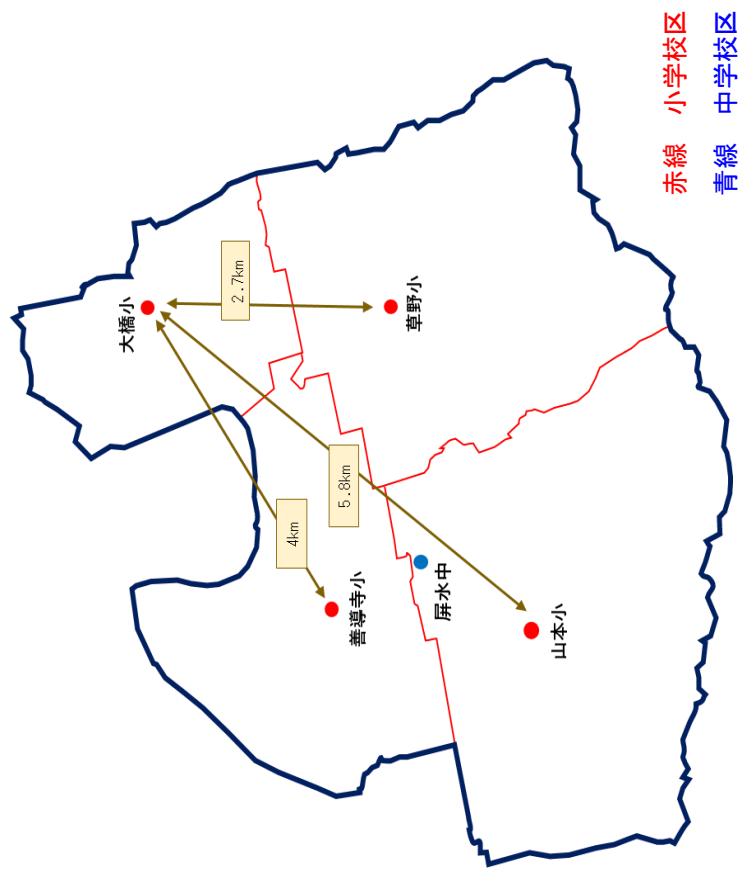 赤線　小学校区
青線　中学校区
大橋小
2.7km
草野小
5.8km
4km
善導寺小
屏水中
山本小